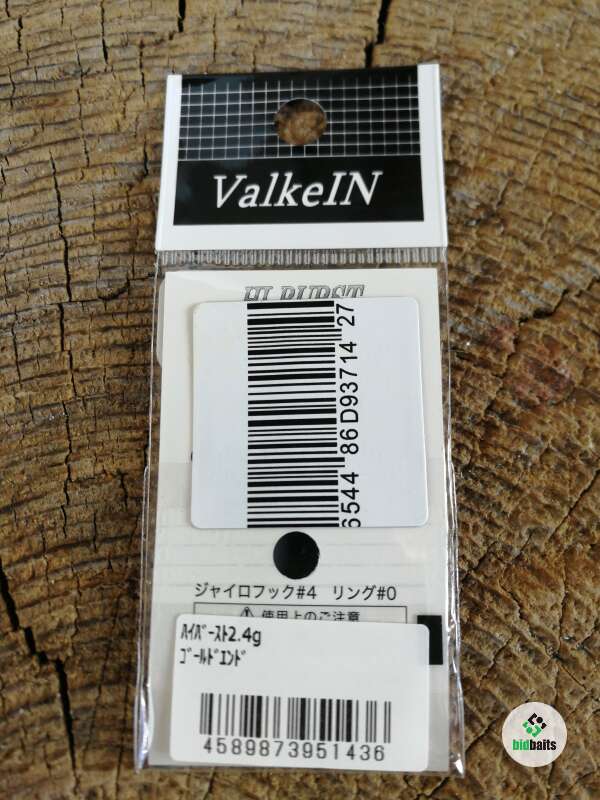 ValkeIN
HI BURST
6544 86D93714 27
ジャイロフック#4 リング#0
⚠ 使用上のご注意
ﾊｲﾊﾞｰｽﾄ2.4g
ｺﾞｰﾙﾄﾞｴﾝﾄﾞ
4589873951436
bidbaits